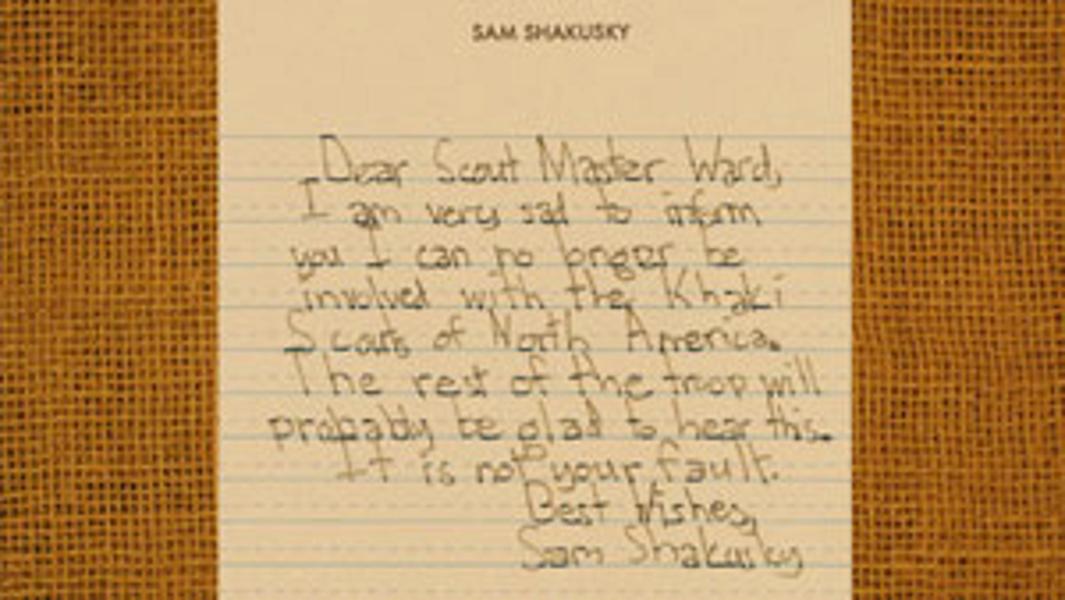 SAM SHAKUSKY
Dear Scout Master Ward,
I am very sad to inform
you I can no longer be
involved with the Khaki
Scouts of North America.
The rest of the troop will
probably be glad to hear this.
It is not your fault.
Best Wishes,
Sam Shakusky